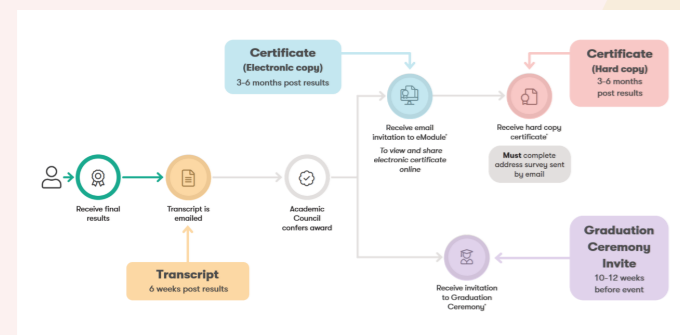 Certificate
(Electronic copy)
3-6 months post results
Certificate
(Hard copy)
3-6 months
post results
Receive email
invitation to eModule*
To view and share
electronic certificate
online
Receive hard copy
certificate*
Must complete
address survey sent
by email
Receive final
results
Transcript is
emailed
Academic
Council
confers award
Transcript
6 weeks post results
Receive invitation
to Graduation
Ceremony*
Graduation
Ceremony
Invite
10-12 weeks
before event